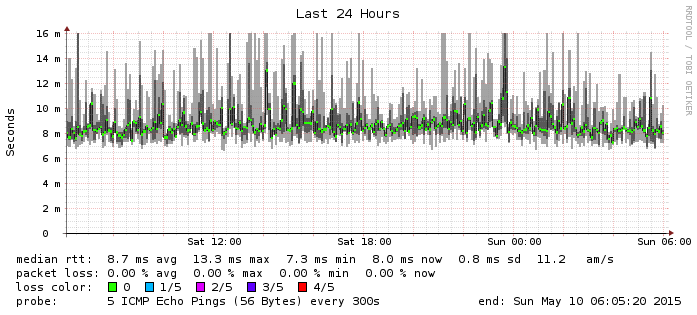 Last 24 Hours
RRDTOOL / TOBI OETIKER
Seconds
16 m
14 m
12 m
10 m
8 m
6 m
4 m
2 m
0
Sat 12:00 Sat 18:00 Sun 00:00 Sun 06:00
median rtt: 8.7 ms avg 13.3 ms max 7.3 ms min 8.0 ms now 0.8 ms sd 11.2 am/s
packet loss: 0.00 % avg 0.00 % max 0.00 % min 0.00 % now
loss color: 0 1/5 2/5 3/5 4/5
probe: 5 ICMP Echo Pings (56 Bytes) every 300s end: Sun May 10 06:05:20 2015